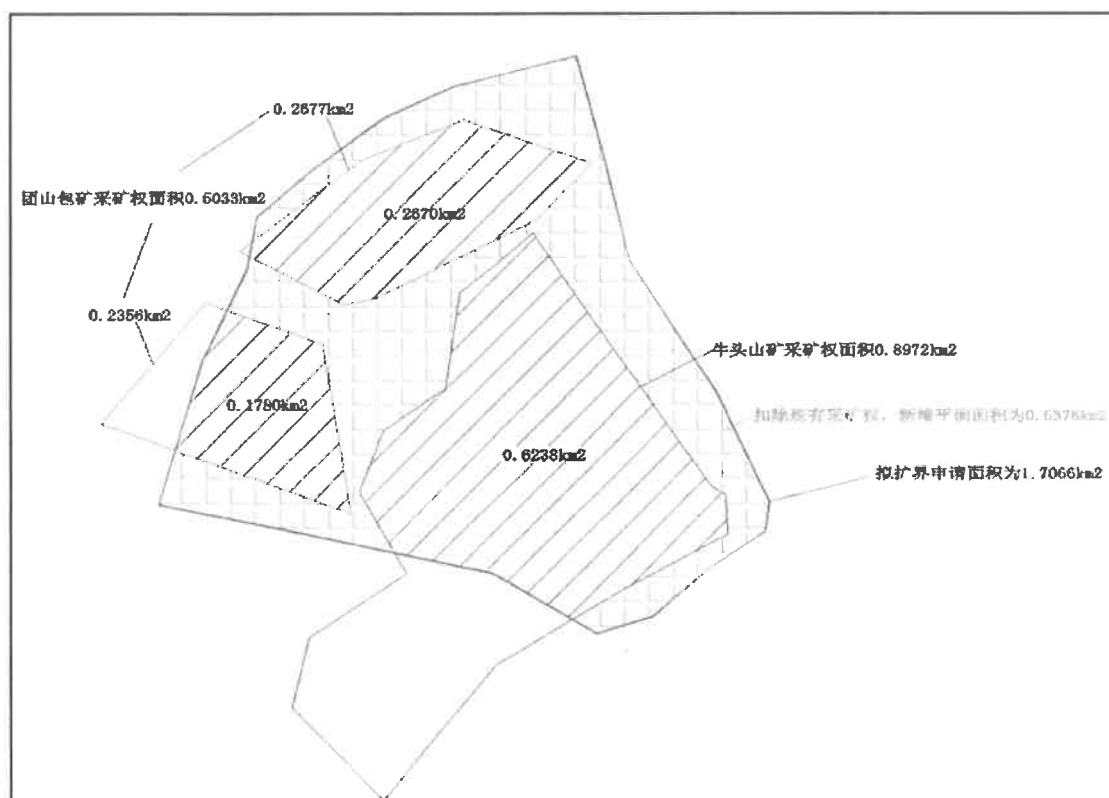 0.2677km2
团山包矿采矿权面积0.5033km2
0.2670km2
0.2356km2
牛头山矿采矿权面积0.8972km2
0.1780km2
扣除现有采矿权，新增平面面积为0.6378km2
0.6238km2
拟扩界申请面积为1.7066km2